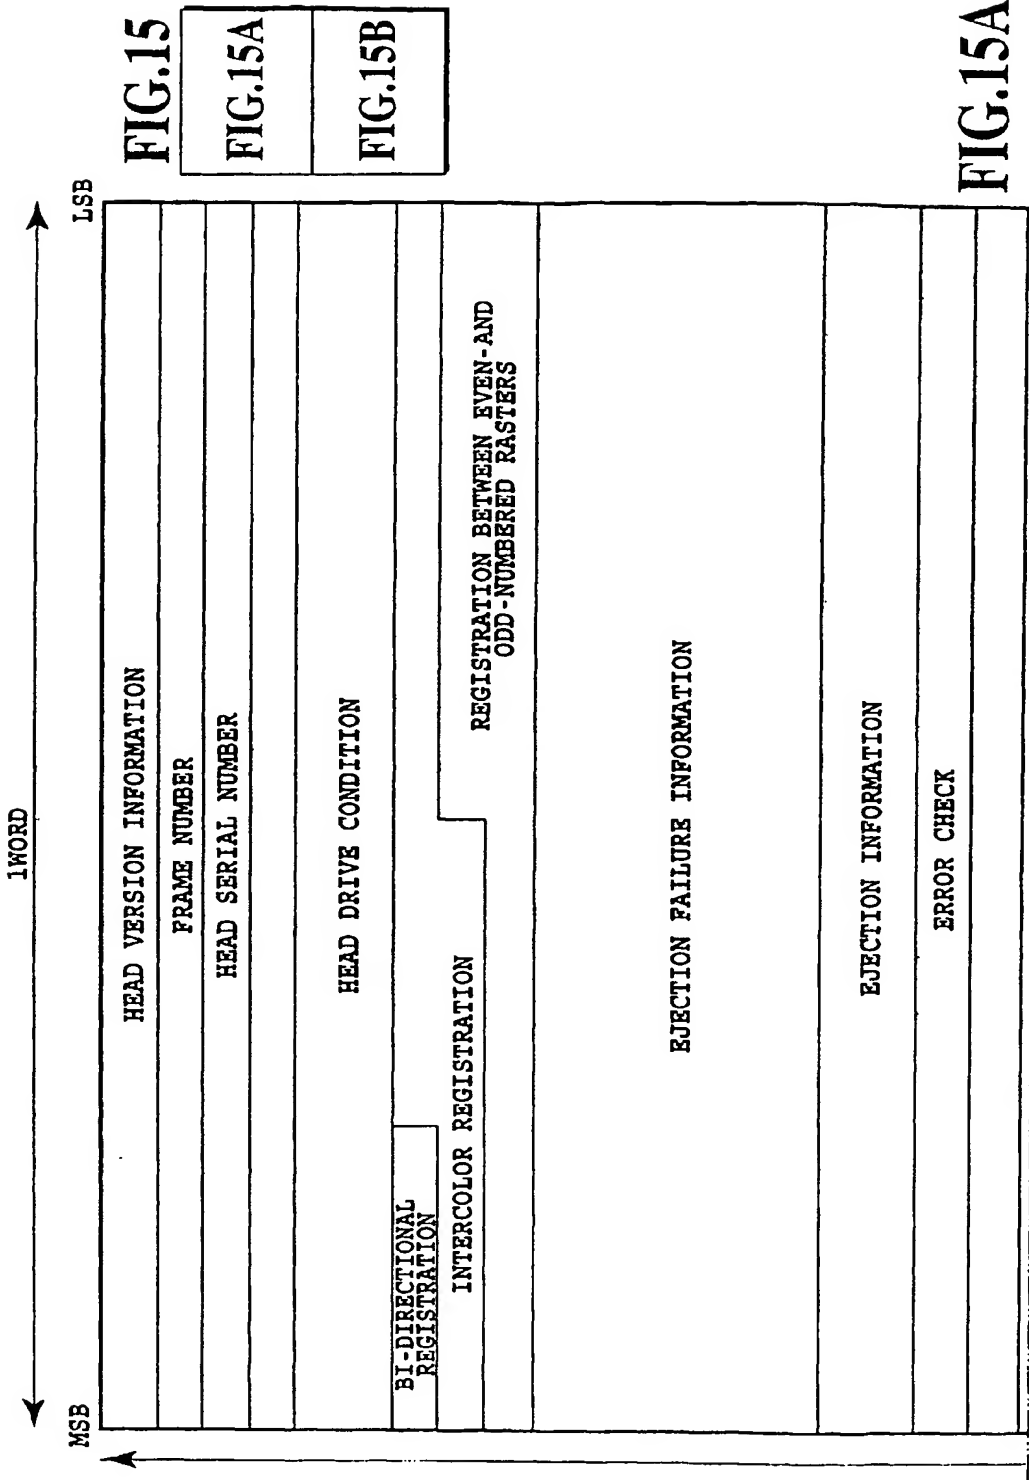 1WORD
MSB
LSB
HEAD VERSION INFORMATION
FRAME NUMBER
HEAD SERIAL NUMBER
HEAD DRIVE CONDITION
BI-DIRECTIONAL
REGISTRATION
INTERCOLOR REGISTRATION
REGISTRATION BETWEEN EVEN-AND
ODD-NUMBERED RASTERS
EJECTION FAILURE INFORMATION
EJECTION INFORMATION
ERROR CHECK
FIG.15
FIG.15A
FIG.15B
FIG.15A